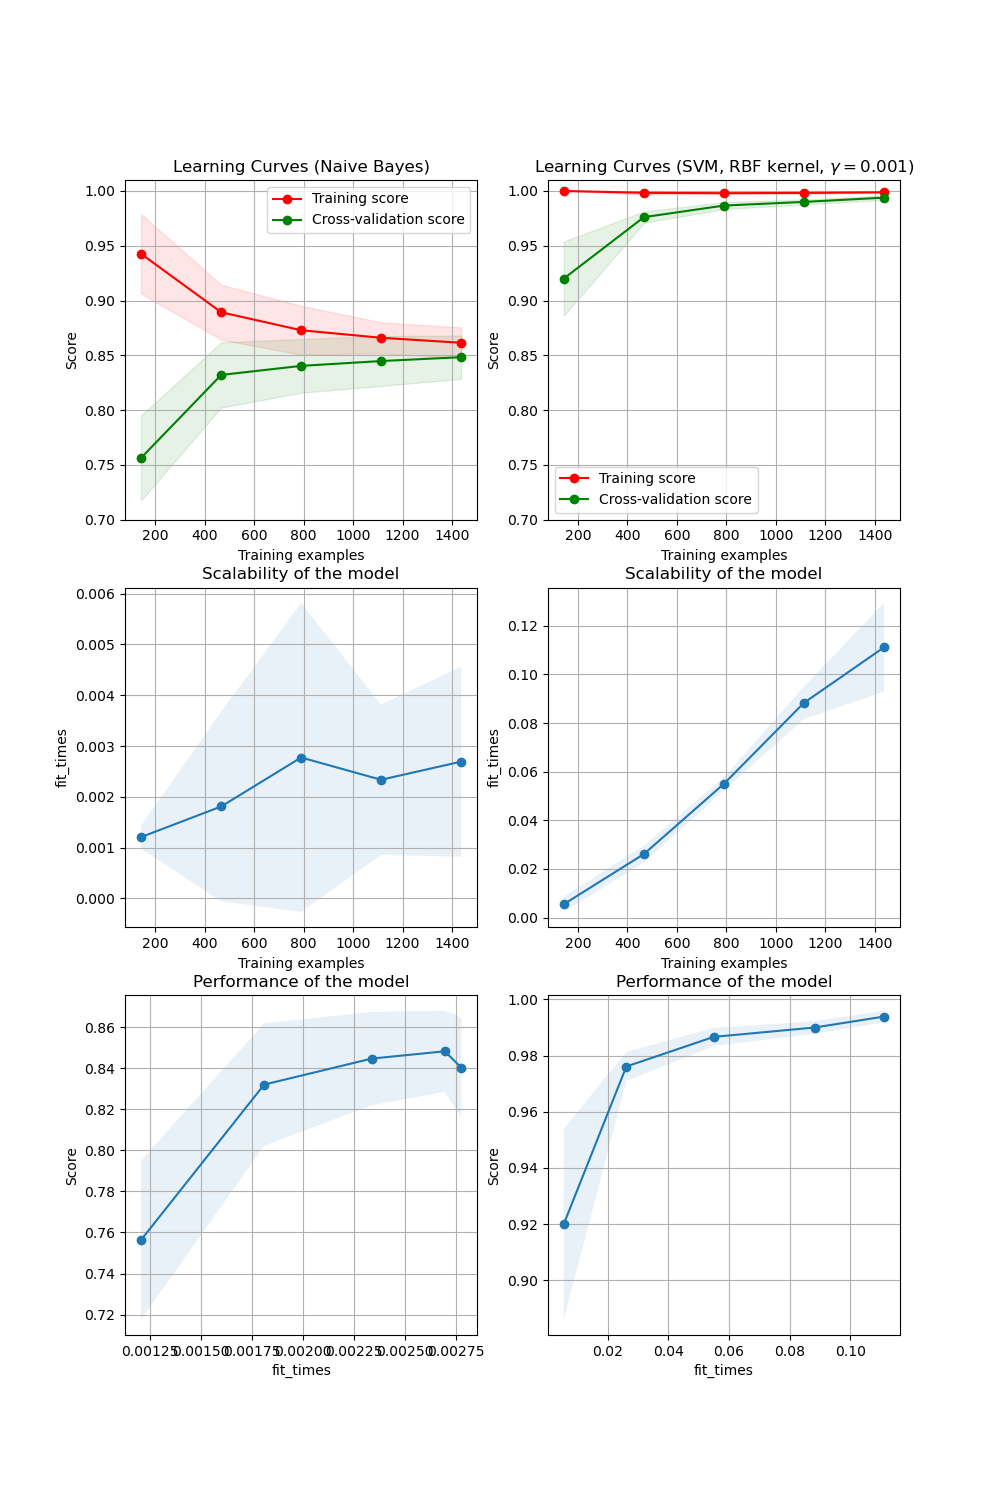 Learning Curves (Naive Bayes)
1.00
0.95
0.90
0.85
0.80
0.75
0.70
Score
Training score
Cross-validation score
200 400 600 800 1000 1200 1400
Training examples
Learning Curves (SVM, RBF kernel, γ = 0.001)
1.00
0.95
0.90
0.85
0.80
0.75
0.70
Score
Training score
Cross-validation score
200 400 600 800 1000 1200 1400
Training examples
Scalability of the model
0.006
0.005
0.004
0.003
0.002
0.001
0.000
fit_times
200 400 600 800 1000 1200 1400
Training examples
Scalability of the model
0.12
0.10
0.08
0.06
0.04
0.02
0.00
fit_times
200 400 600 800 1000 1200 1400
Training examples
Performance of the model
0.86
0.84
0.82
0.80
0.78
0.76
0.74
0.72
Score
0.00125 0.00150 0.00175 0.00200 0.00225 0.00250 0.00275
fit_times
Performance of the model
1.00
0.98
0.96
0.94
0.92
0.90
Score
0.02 0.04 0.06 0.08 0.10
fit_times